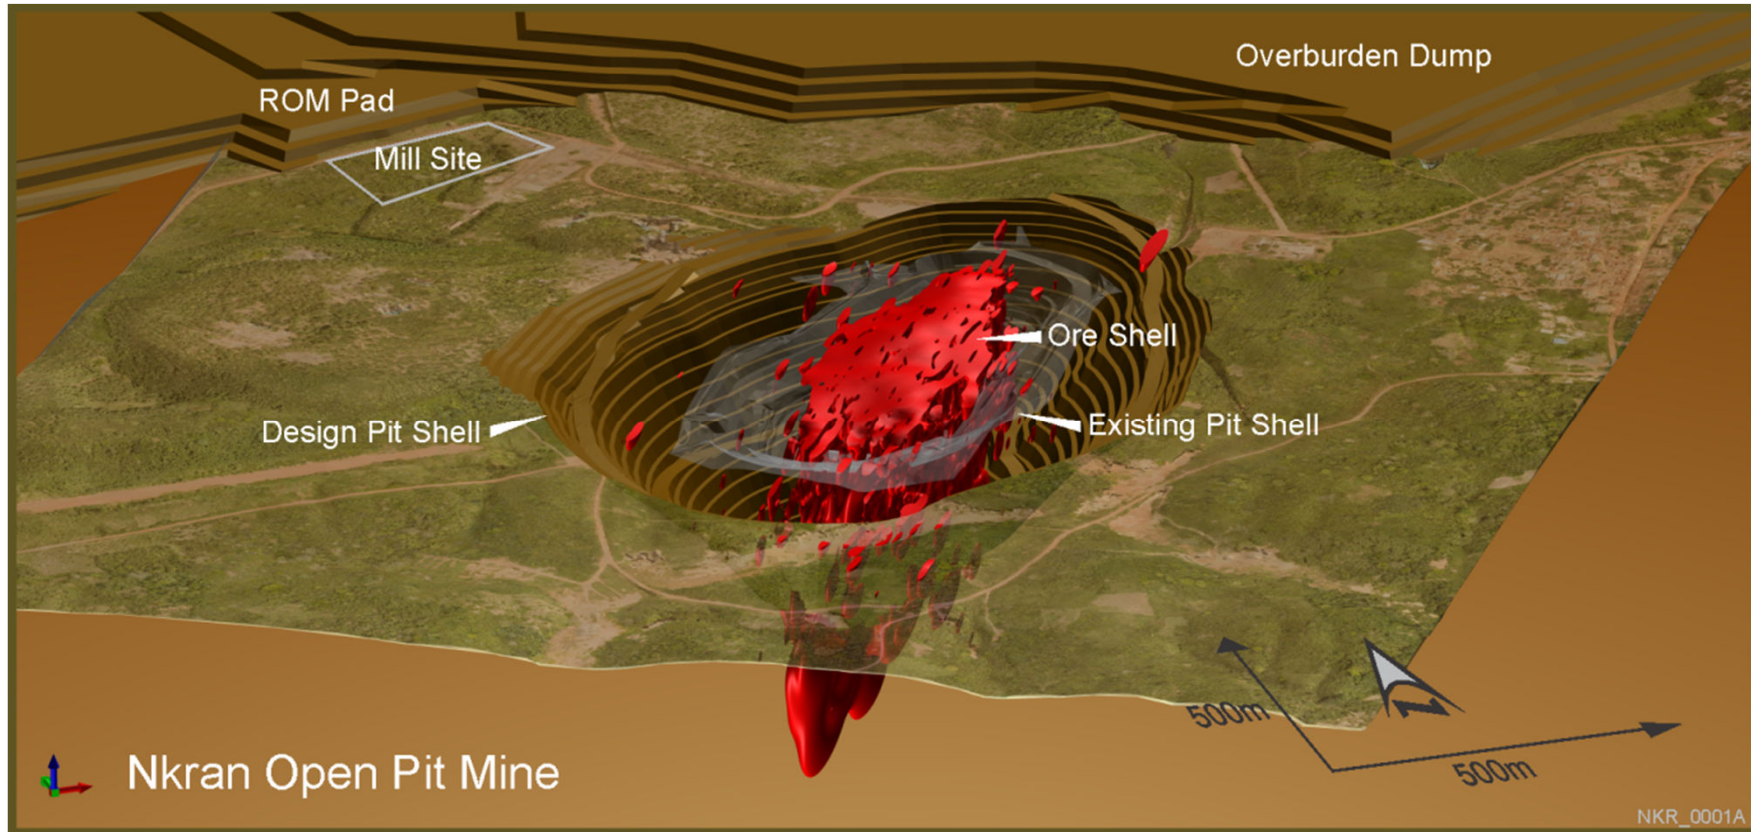 Overburden Dump
ROM Pad
Mill Site
Ore Shell
Design Pit Shell
Existing Pit Shell
500m
N
500m
Nkran Open Pit Mine
NKR_0001A